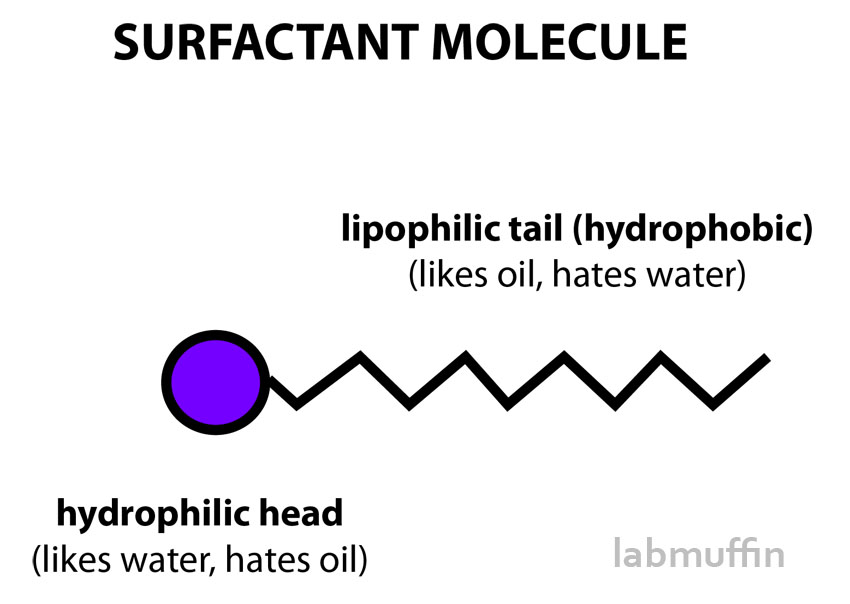 SURFACTANT MOLECULE
lipophilic tail (hydrophobic)
(likes oil, hates water)
hydrophilic head
(likes water, hates oil)
labmuffin